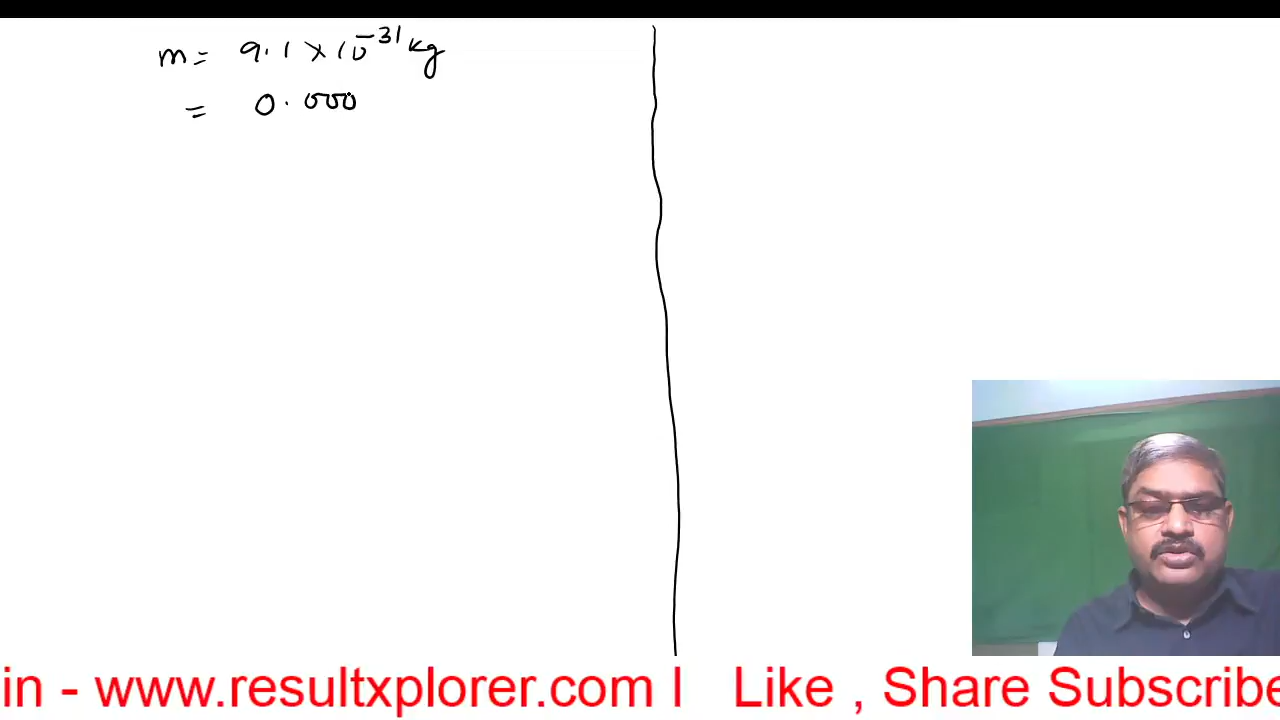 m = 9.1 × 10⁻³¹ kg
= 0.000
in - www.resultxplorer.com l Like , Share Subscribe